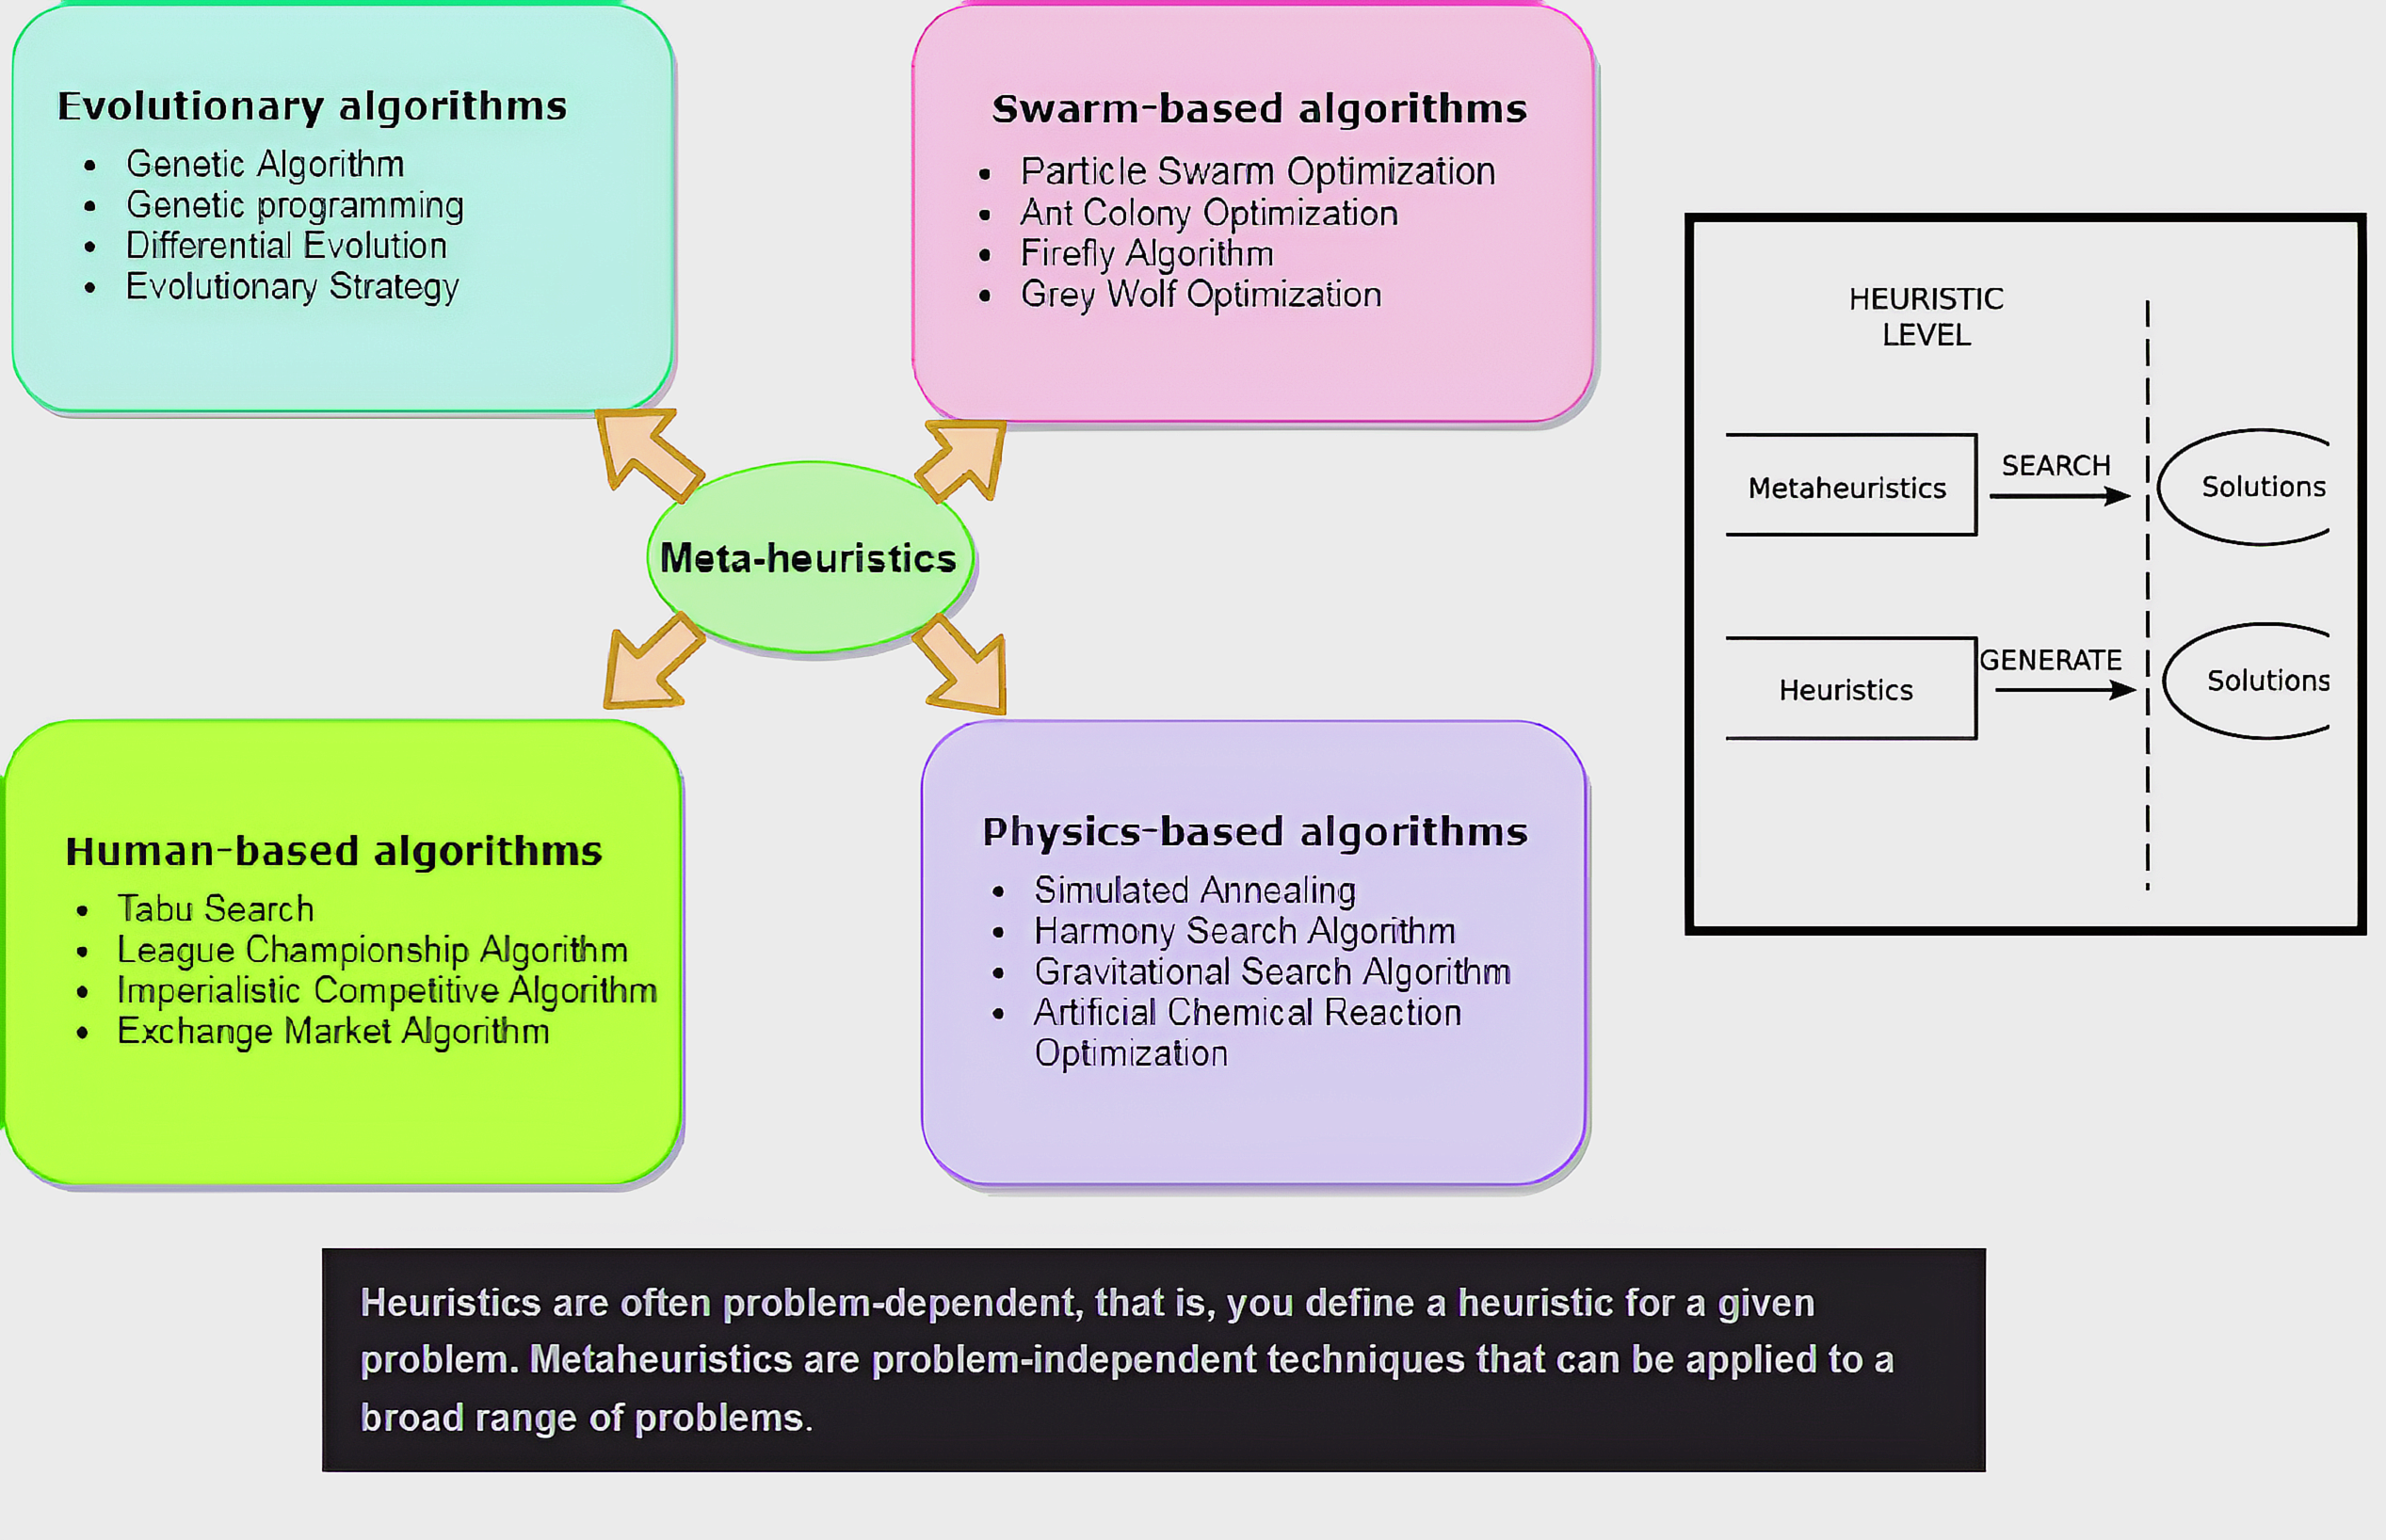 Evolutionary algorithms
• Genetic Algorithm
• Genetic programming
• Differential Evolution
• Evolutionary Strategy
Swarm-based algorithms
• Particle Swarm Optimization
• Ant Colony Optimization
• Firefly Algorithm
• Grey Wolf Optimization
Meta-heuristics
Human-based algorithms
• Tabu Search
• League Championship Algorithm
• Imperialistic Competitive Algorithm
• Exchange Market Algorithm
Physics-based algorithms
• Simulated Annealing
• Harmony Search Algorithm
• Gravitational Search Algorithm
• Artificial Chemical Reaction
Optimization
HEURISTIC
LEVEL
Metaheuristics
SEARCH
Solutions
Heuristics
GENERATE
Solutions
Heuristics are often problem-dependent, that is, you define a heuristic for a given
problem. Metaheuristics are problem-independent techniques that can be applied to a
broad range of problems.